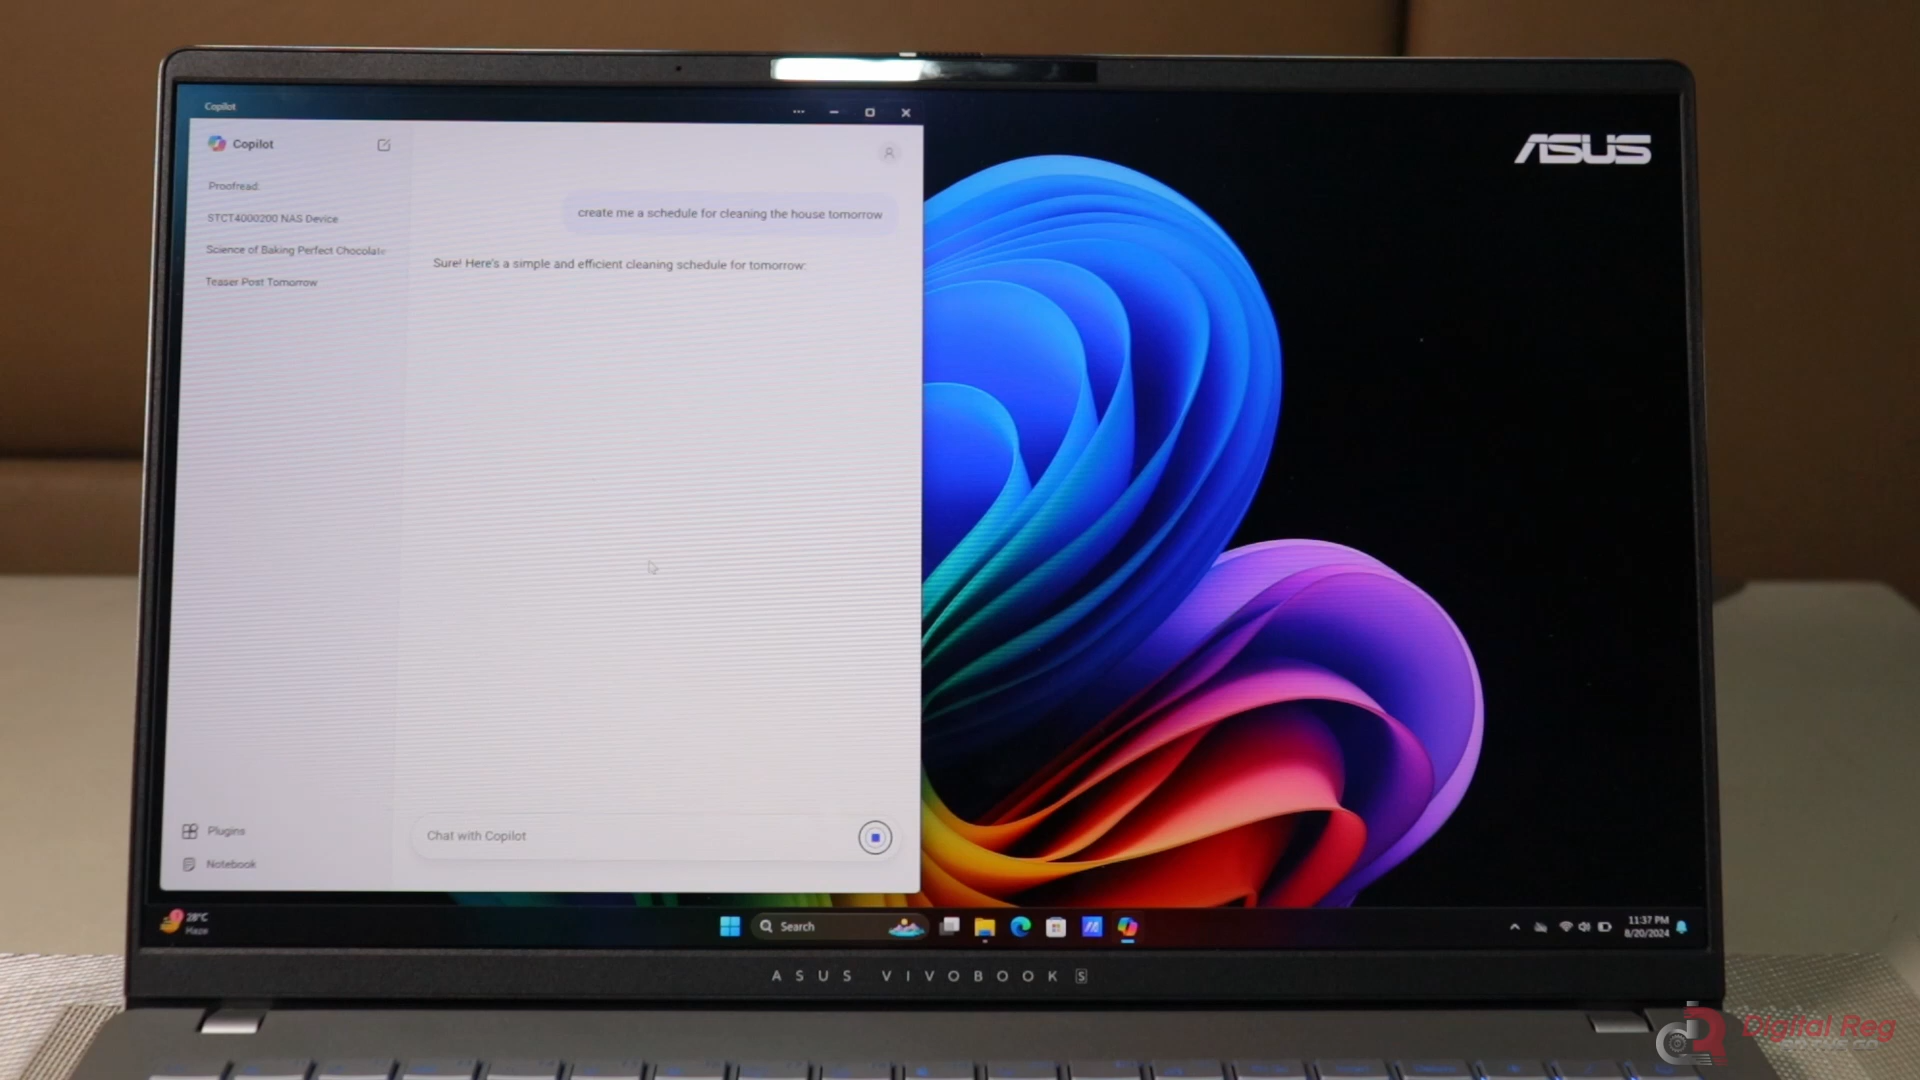 Copilot
ASUS
Copilot
Proofread:
create me a schedule for cleaning the house tomorrow
STCT4000200 NAS Device
Science of Baking Perfect Chocolate
Sure! Here's a simple and efficient cleaning schedule for tomorrow:
Teaser Post Tomorrow
Plugins
Chat with Copilot
Notebook
28°C
Haze
Search
11:37 PM
8/20/2024
ASUS VIVOBOOK S
Digital Reg